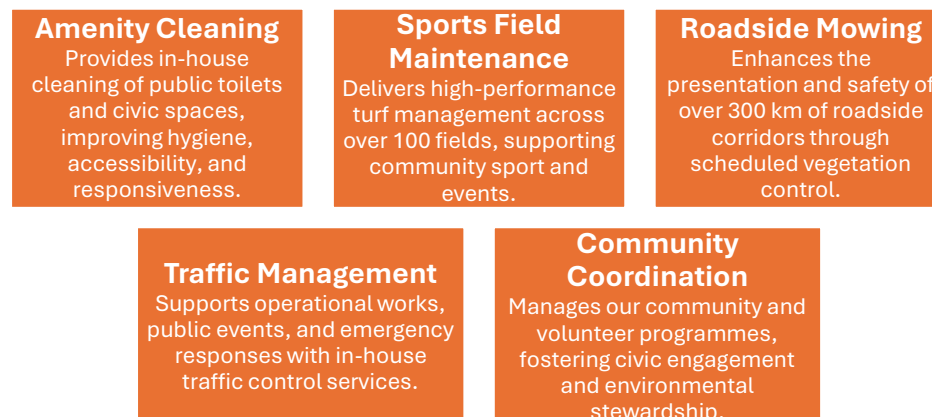 Amenity Cleaning
Provides in-house
cleaning of public toilets
and civic spaces,
improving hygiene,
accessibility, and
responsiveness.
Sports Field
Maintenance
Delivers high-performance
turf management across
over 100 fields, supporting
community sport and
events.
Roadside Mowing
Enhances the
presentation and safety of
over 300 km of roadside
corridors through
scheduled vegetation
control.
Traffic Management
Supports operational works,
public events, and emergency
responses with in-house
traffic control services.
Community
Coordination
Manages our community and
volunteer programmes,
fostering civic engagement
and environmental
stewardship.